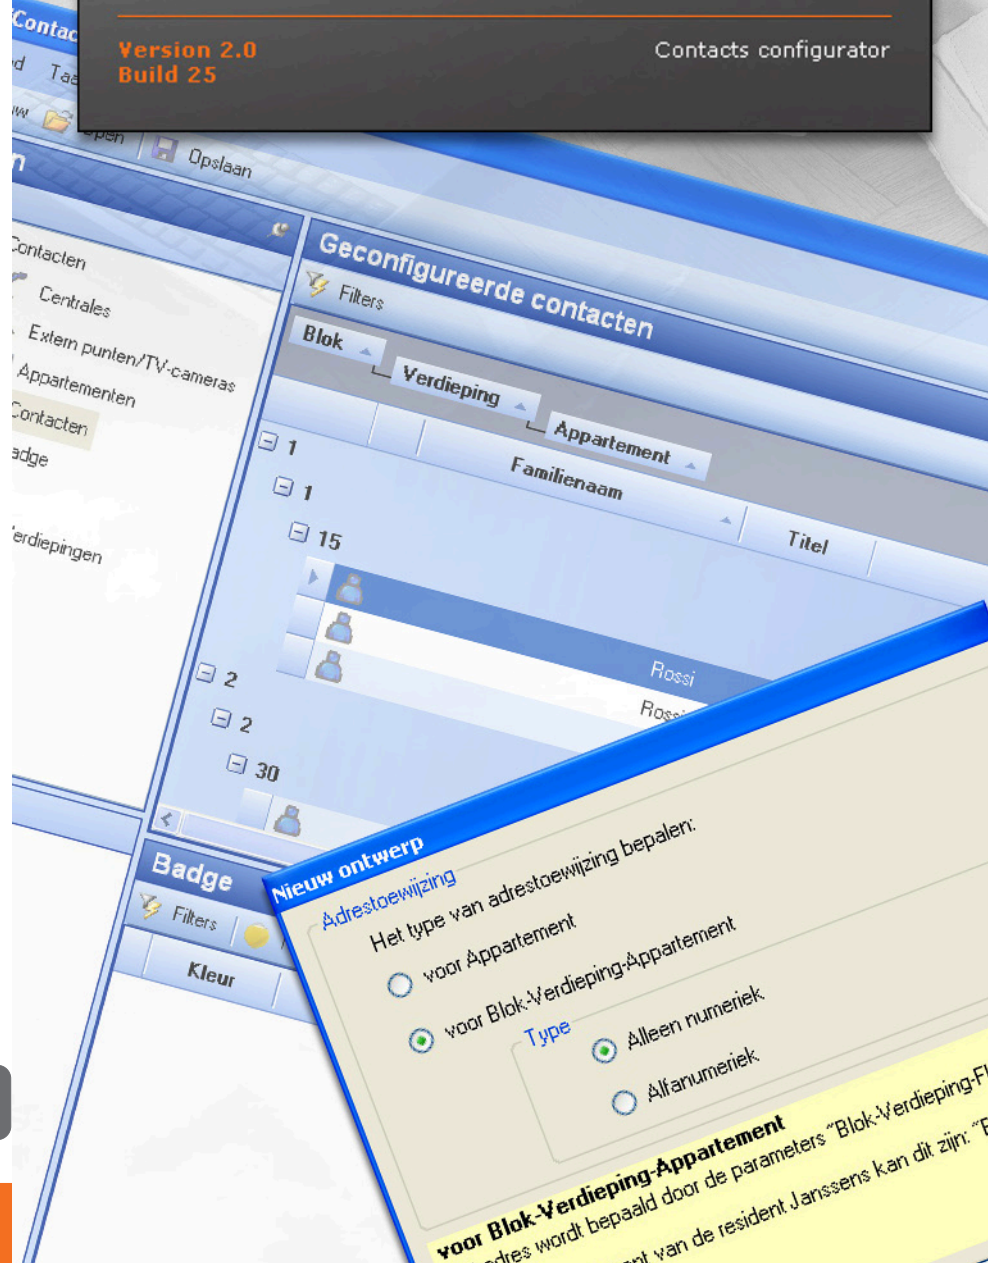 Version 2.0
Build 25
Contacts configurator
Open
Opslaan
Contacten
Centrales
Extern punten/TV-cameras
Appartementen
Contacten
Geconfigureerde contacten
Filters
Blok
Verdieping
Appartement
Familienaam
Titel
1
1
15
Rossi
Rossi
2
2
30
Badge
Filters
Kleur
Nieuw ontwerp
Adrestoewijzing
Het type van adrestoewijzing bepalen:
voor Appartement
voor Blok-Verdieping-Appartement
Type
Alleen numeriek
Alfanumeriek
voor Blok-Verdieping-Appartement
wordt bepaald door de parameters "Blok-Verdieping-
van de resident Janssens kan dit zijn: "